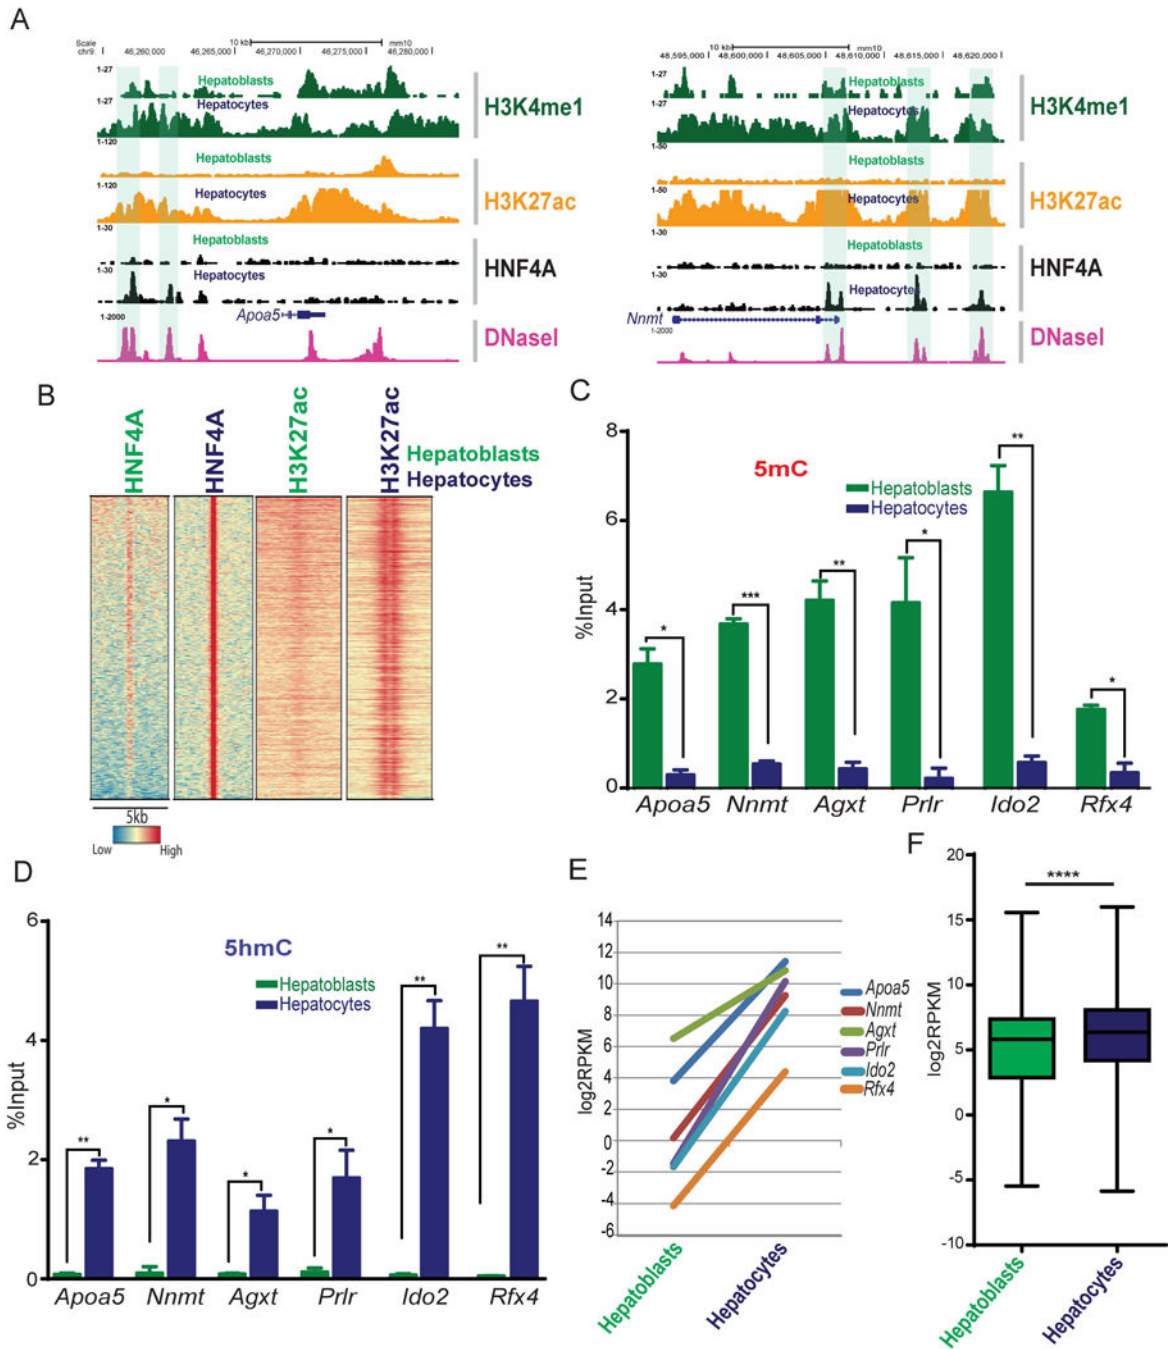 A
Scale
chr9:
10 kb
mm10
46,260,000
46,265,000
46,270,000
46,275,000
46,280,000
1-27
Hepatoblasts
1-27
Hepatocytes
H3K4me1
1-120
Hepatoblasts
1-120
Hepatocytes
H3K27ac
1-30
Hepatoblasts
1-30
Hepatocytes
HNF4A
Apoa5
1-2000
DNaseI
10 kb
mm10
48,595,000
48,600,000
48,605,000
48,610,000
48,615,000
48,620,000
1-27
Hepatoblasts
1-27
Hepatocytes
H3K4me1
1-50
Hepatoblasts
1-50
Hepatocytes
H3K27ac
1-30
Hepatoblasts
1-30
Hepatocytes
HNF4A
Nnmt
1-2000
DNaseI
B
HNF4A
HNF4A
H3K27ac
H3K27ac
Hepatoblasts
Hepatocytes
5kb
Low
High
C
8
6
4
2
0
%Input
5mC
Hepatoblasts
Hepatocytes
*
***
**
*
**
*
Apoa5 Nnmt Agxt Prlr Ido2 Rfx4
D
6
4
2
0
%Input
5hmC
Hepatoblasts
Hepatocytes
**
*
*
*
**
**
Apoa5 Nnmt Agxt Prlr Ido2 Rfx4
E
14
12
10
8
6
4
2
0
-2
-4
-6
log2RPKM
Apoa5
Nnmt
Agxt
Prlr
Ido2
Rfx4
Hepatoblasts
Hepatocytes
F
20
15
10
5
0
-5
-10
log2RPKM
****
Hepatoblasts
Hepatocytes